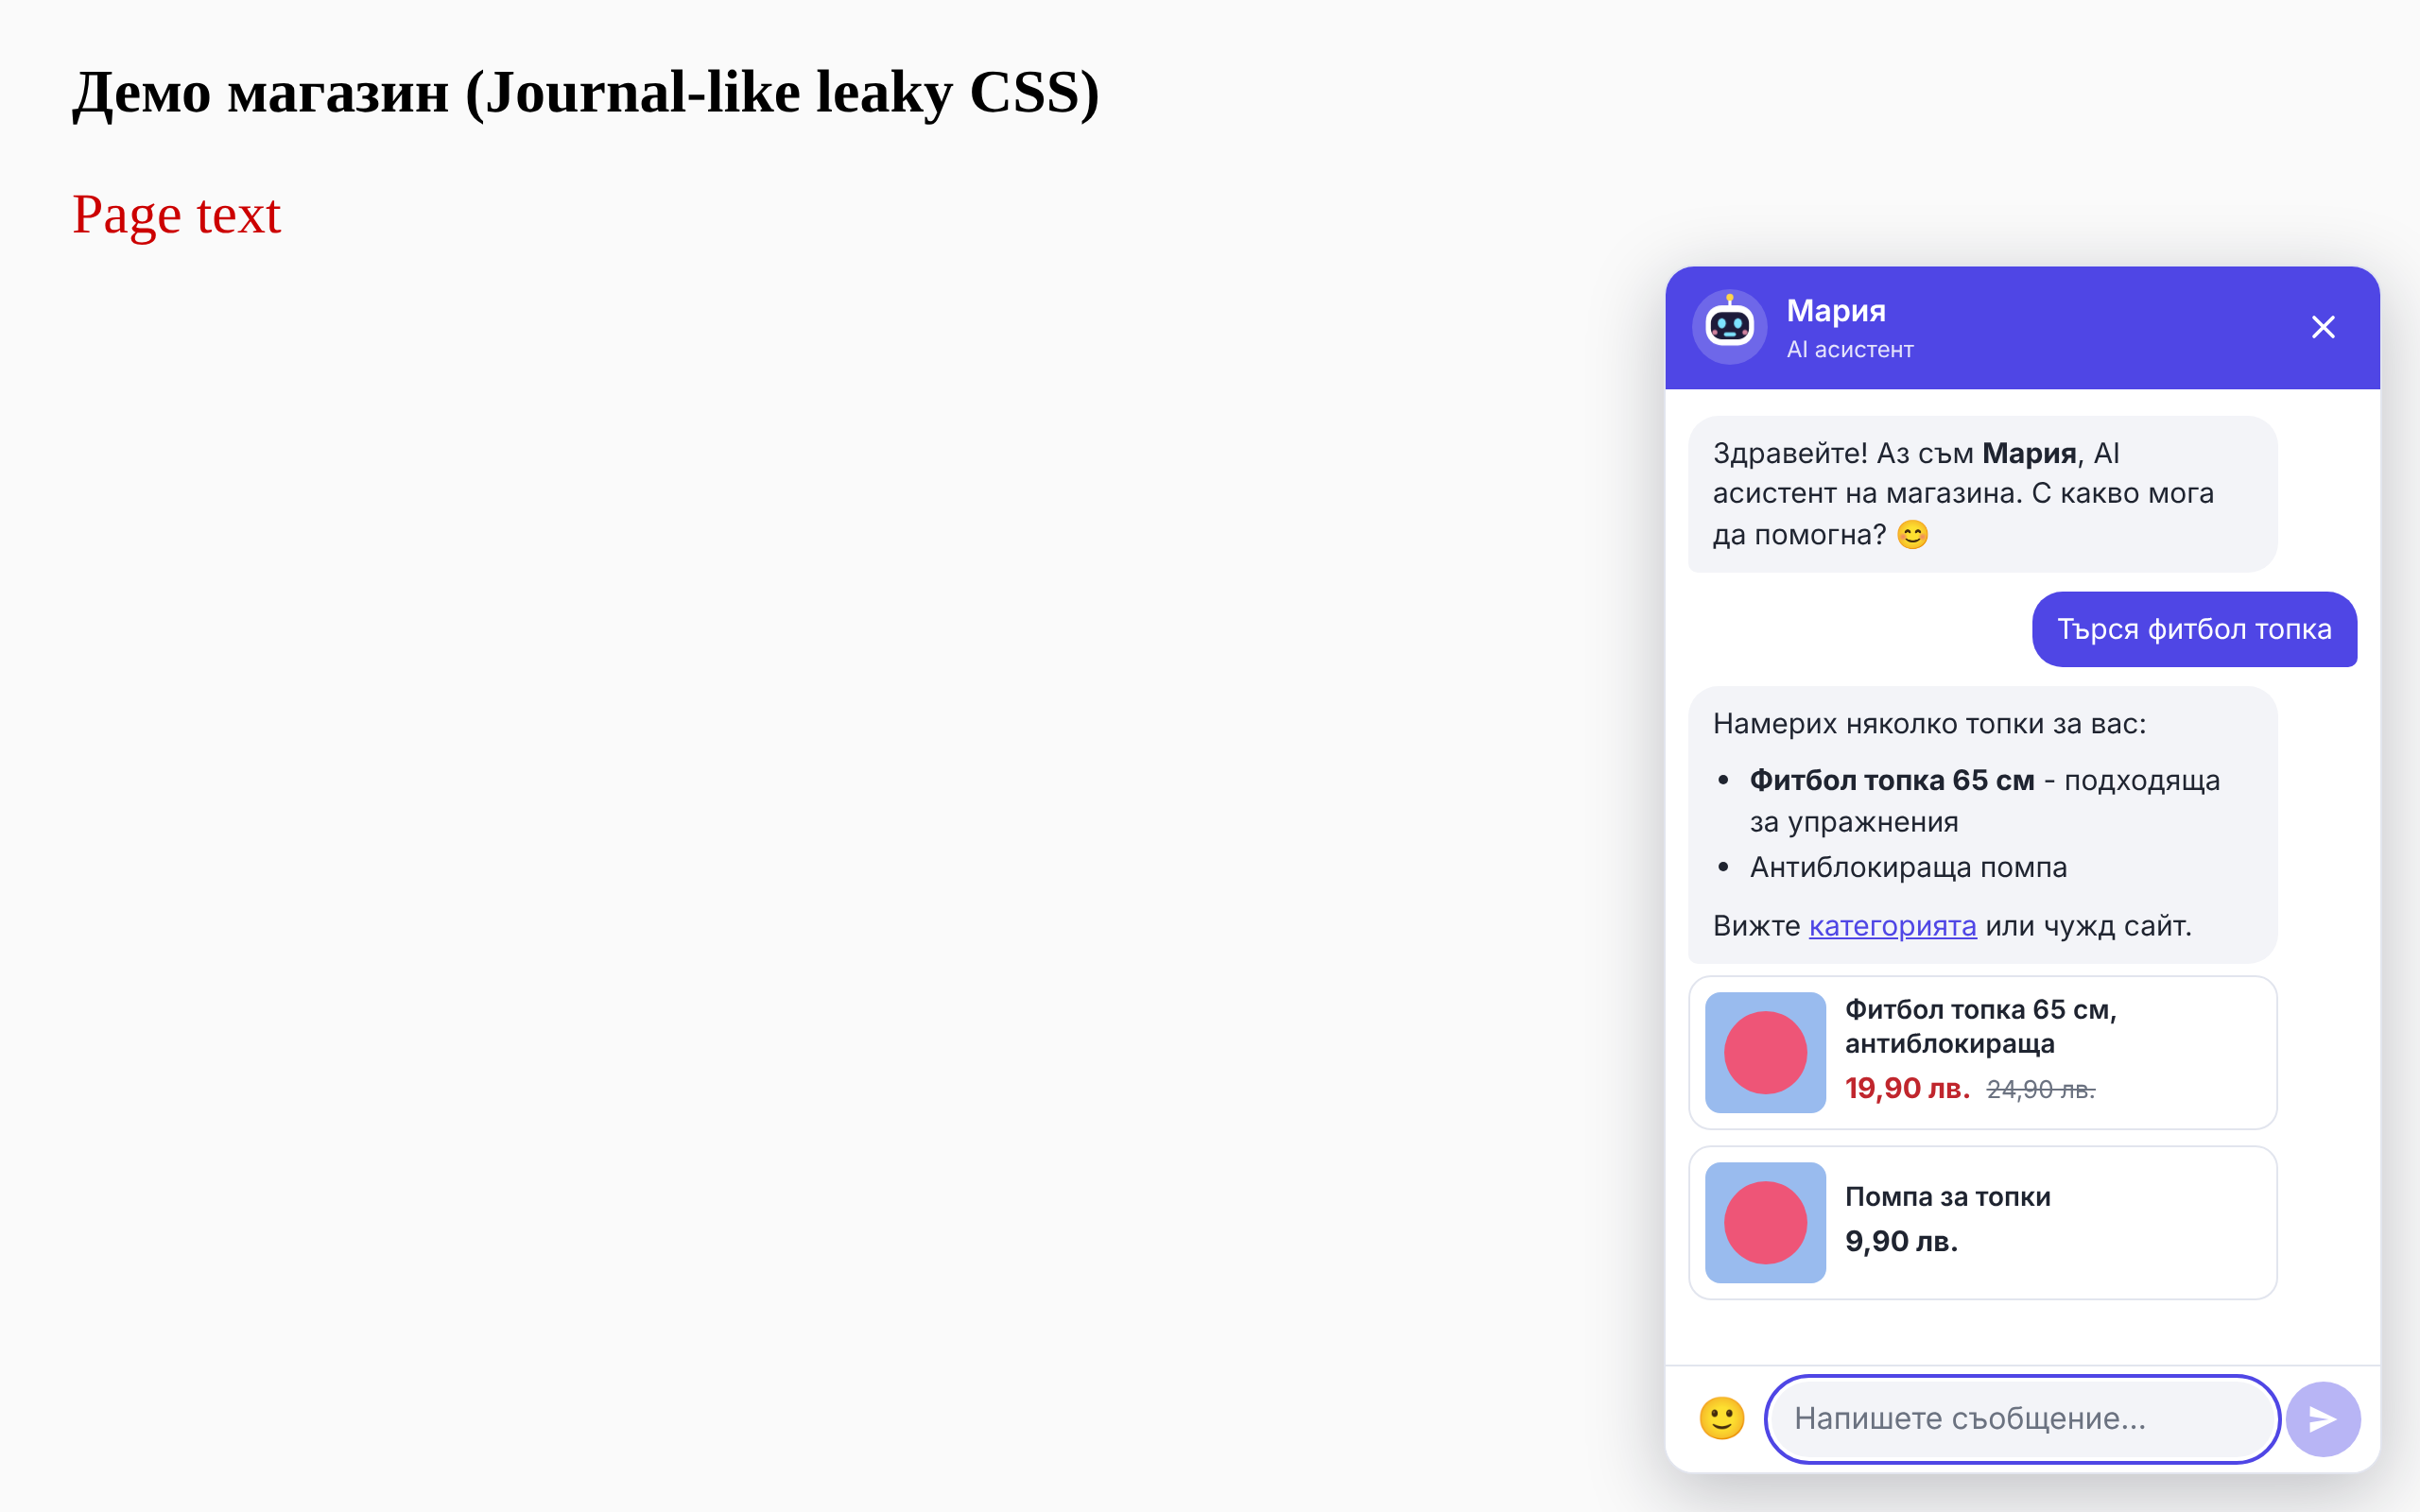 Демо магазин (Journal-like leaky CSS)
Page text
Мария
AI асистент
Здравейте! Аз съм Мария, AI
асистент на магазина. С какво мога
да помогна? 😊
Търся фитбол топка
Намерих няколко топки за вас:
• Фитбол топка 65 см - подходяща
за упражнения
• Антиблокираща помпа
Вижте категорията или чужд сайт.
Фитбол топка 65 см,
антиблокираща
19,90 лв. 24,90 лв.
Помпа за топки
9,90 лв.
Напишете съобщение...